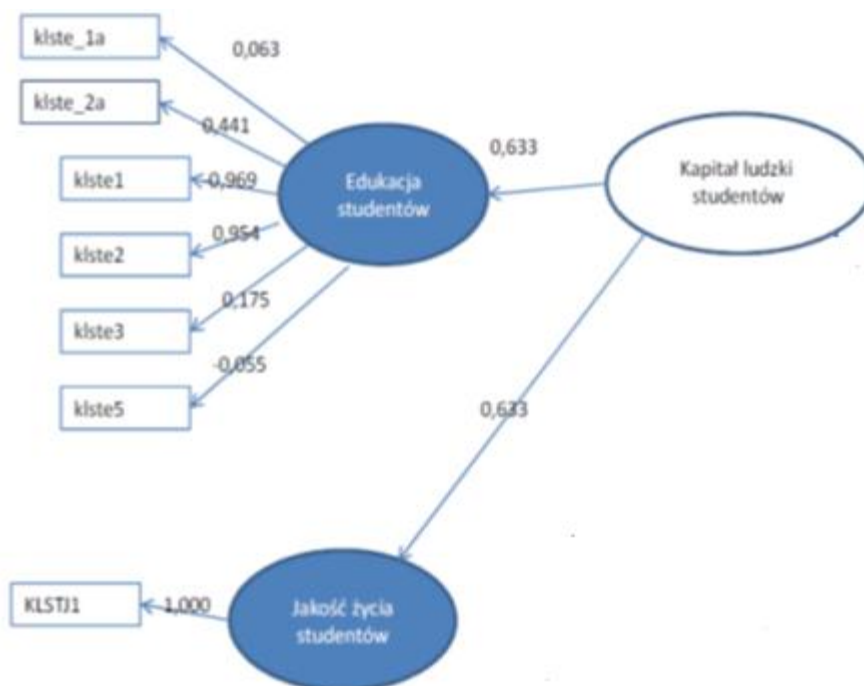 klste_1a
0,063
klste_2a
0,441
klste1
0,969
klste2
0,954
klste3
0,175
klste5
-0,055
Edukacja
studentów
0,633
Kapitał ludzki
studentów
0,633
KLSTJ1
1,000
Jakość życia
studentów